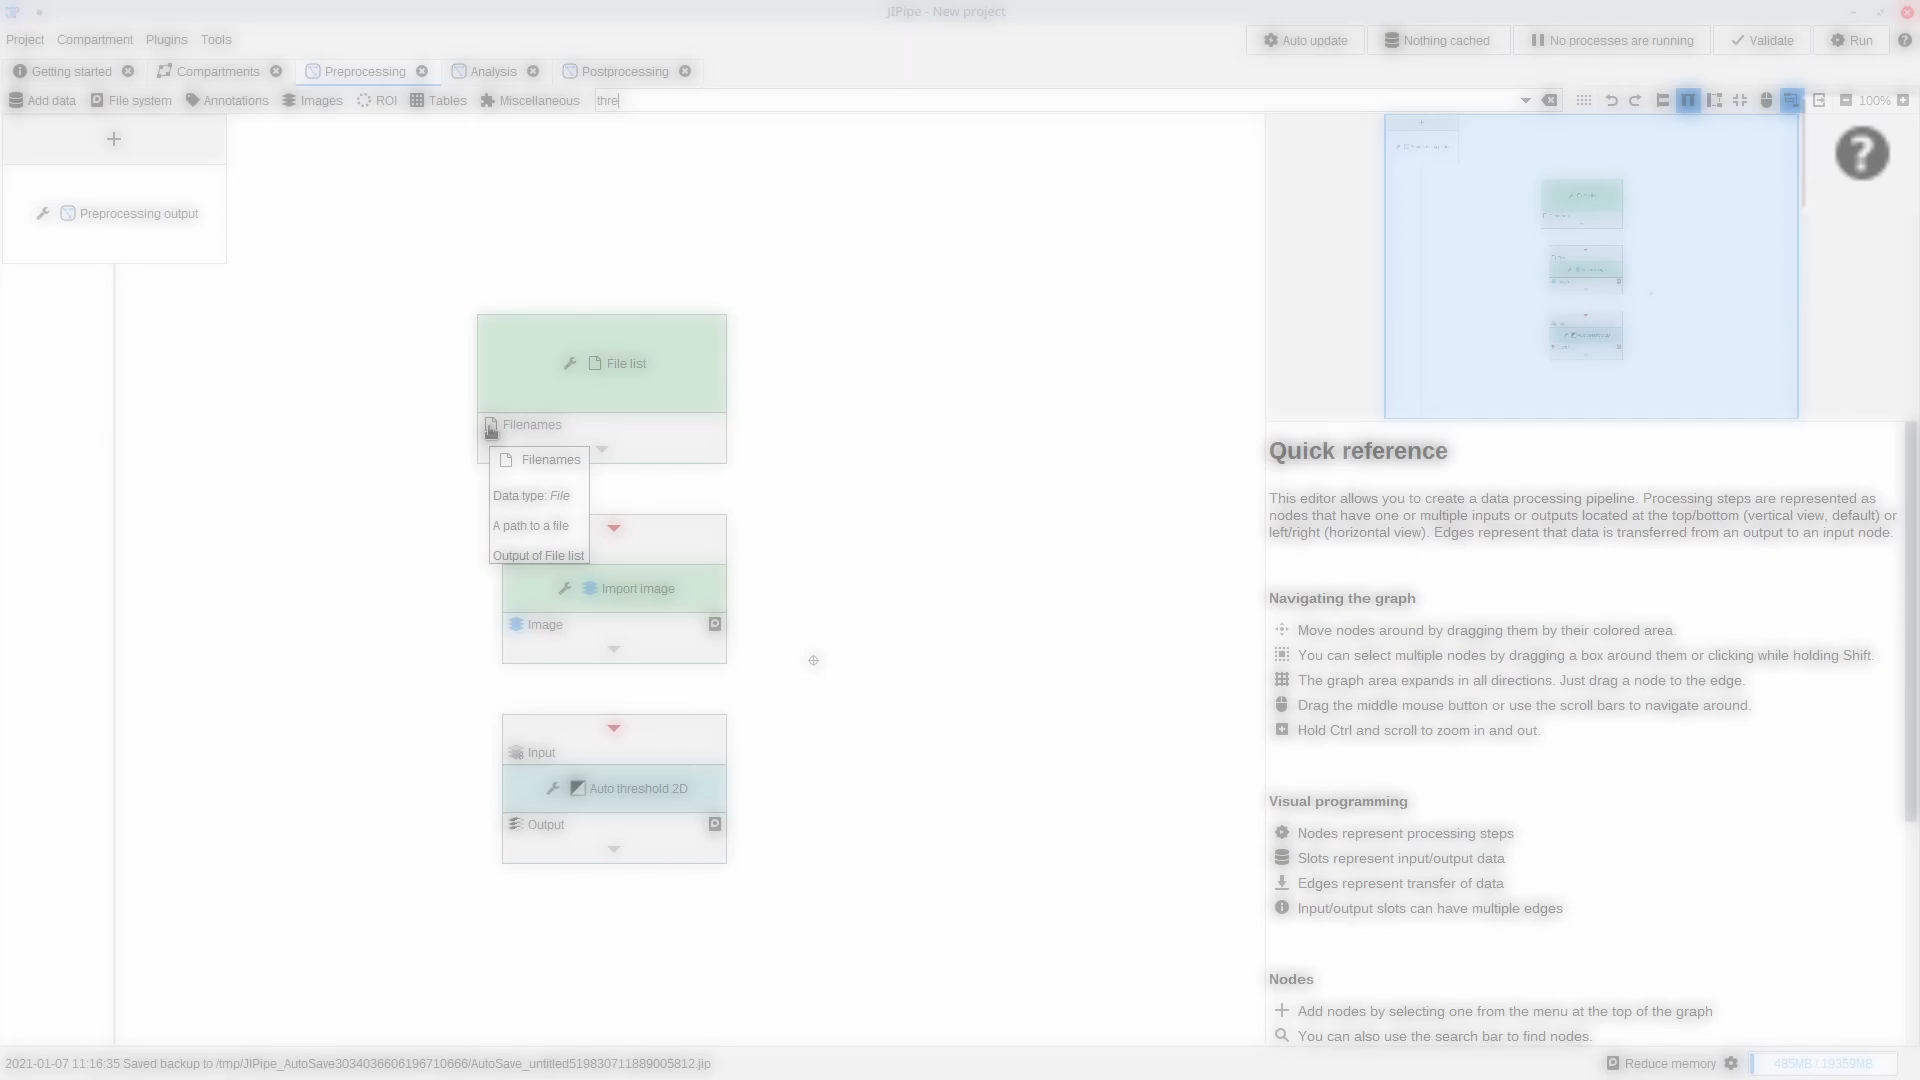 JIPipe - New project
Project Compartment Plugins Tools
Auto update Nothing cached No processes are running Validate Run
Getting started Compartments Preprocessing Analysis Postprocessing
Add data File system Annotations Images ROI Tables Miscellaneous thre 100%
Preprocessing output
File list
Filenames
Filenames
Data type: File
A path to a file
Output of File list
Import image
Image
Input
Auto threshold 2D
Output
Quick reference
This editor allows you to create a data processing pipeline. Processing steps are represented as
nodes that have one or multiple inputs or outputs located at the top/bottom (vertical view, default) or
left/right (horizontal view). Edges represent that data is transferred from an output to an input node.
Navigating the graph
Move nodes around by dragging them by their colored area.
You can select multiple nodes by dragging a box around them or clicking while holding Shift.
The graph area expands in all directions. Just drag a node to the edge.
Drag the middle mouse button or use the scroll bars to navigate around.
Hold Ctrl and scroll to zoom in and out.
Visual programming
Nodes represent processing steps
Slots represent input/output data
Edges represent transfer of data
Input/output slots can have multiple edges
Nodes
Add nodes by selecting one from the menu at the top of the graph
You can also use the search bar to find nodes.
2021-01-07 11:16:35 Saved backup to /tmp/JIPipe_AutoSave3034036606196710666/AutoSave_untitled519830711889005812.jip
Reduce memory 485MB / 19359MB